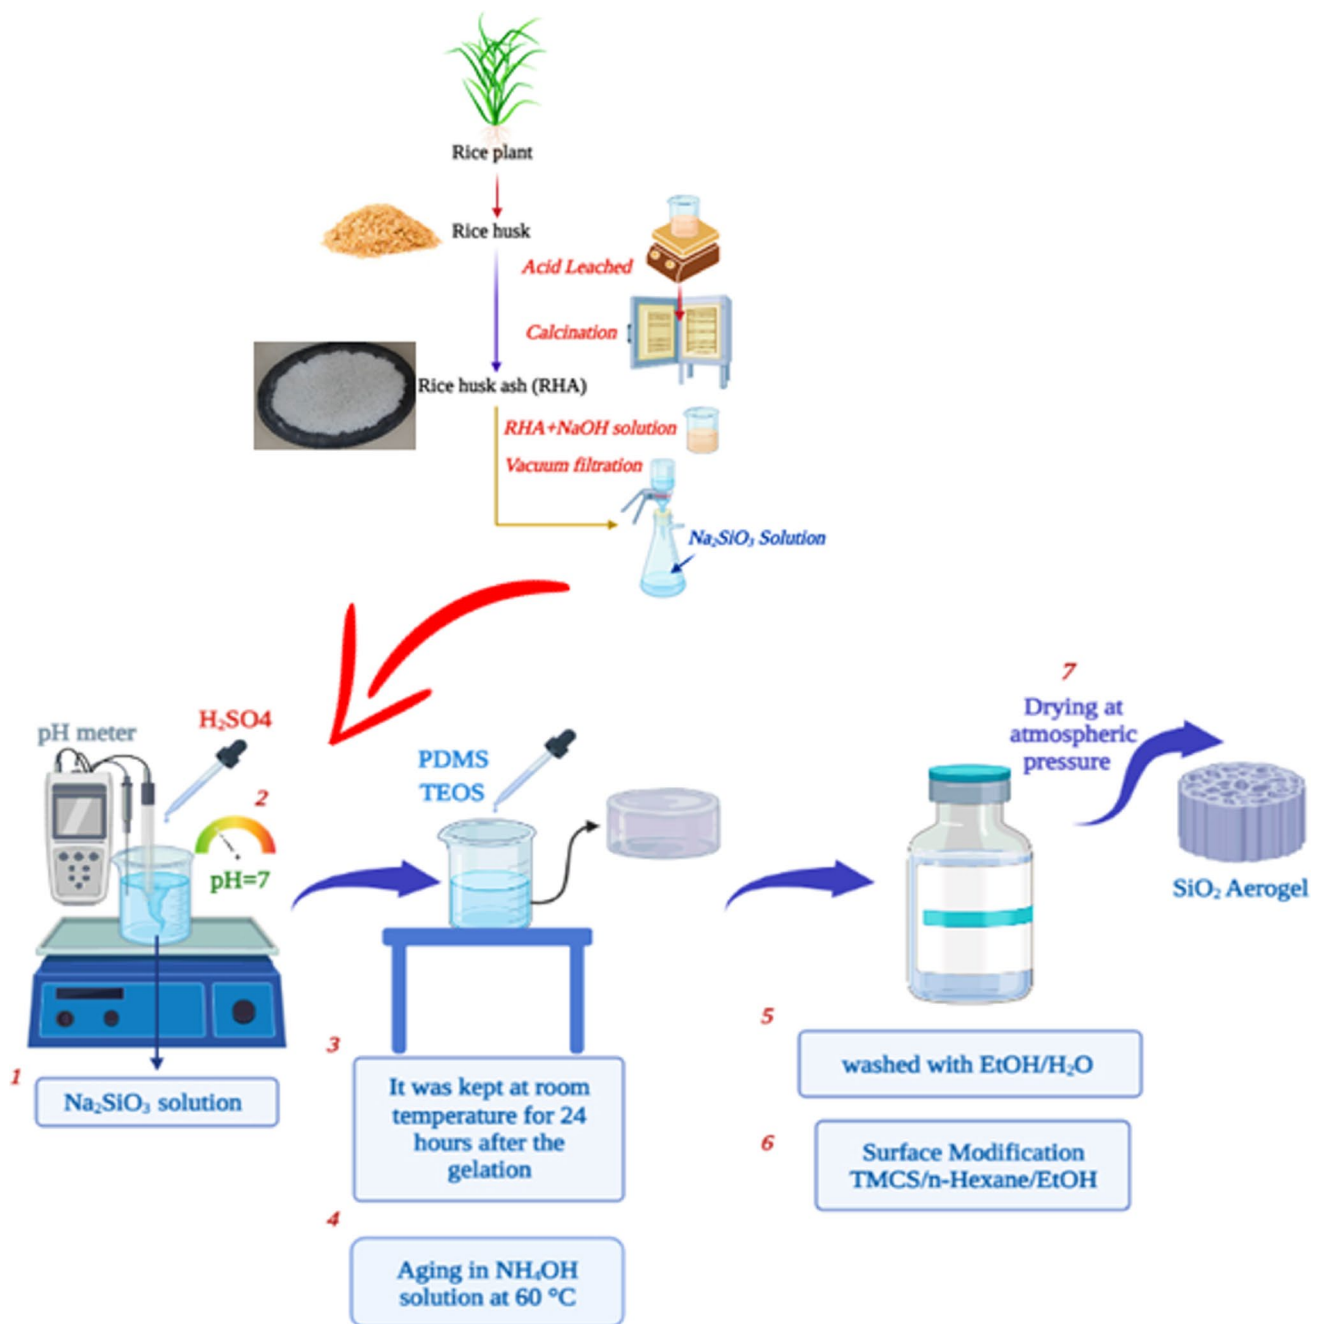 Rice plant
Rice husk
Acid Leached
Calcination
Rice husk ash (RHA)
RHA+NaOH solution
Vacuum filtration
Na₂SiO₃ Solution
pH meter
H₂SO4
2
pH=7
1
Na₂SiO₃ solution
PDMS
TEOS
3
It was kept at room
temperature for 24
hours after the
gelation
4
Aging in NH₄OH
solution at 60 °C
5
washed with EtOH/H₂O
6
Surface Modification
TMCS/n-Hexane/EtOH
7
Drying at
atmospheric
pressure
SiO₂ Aerogel